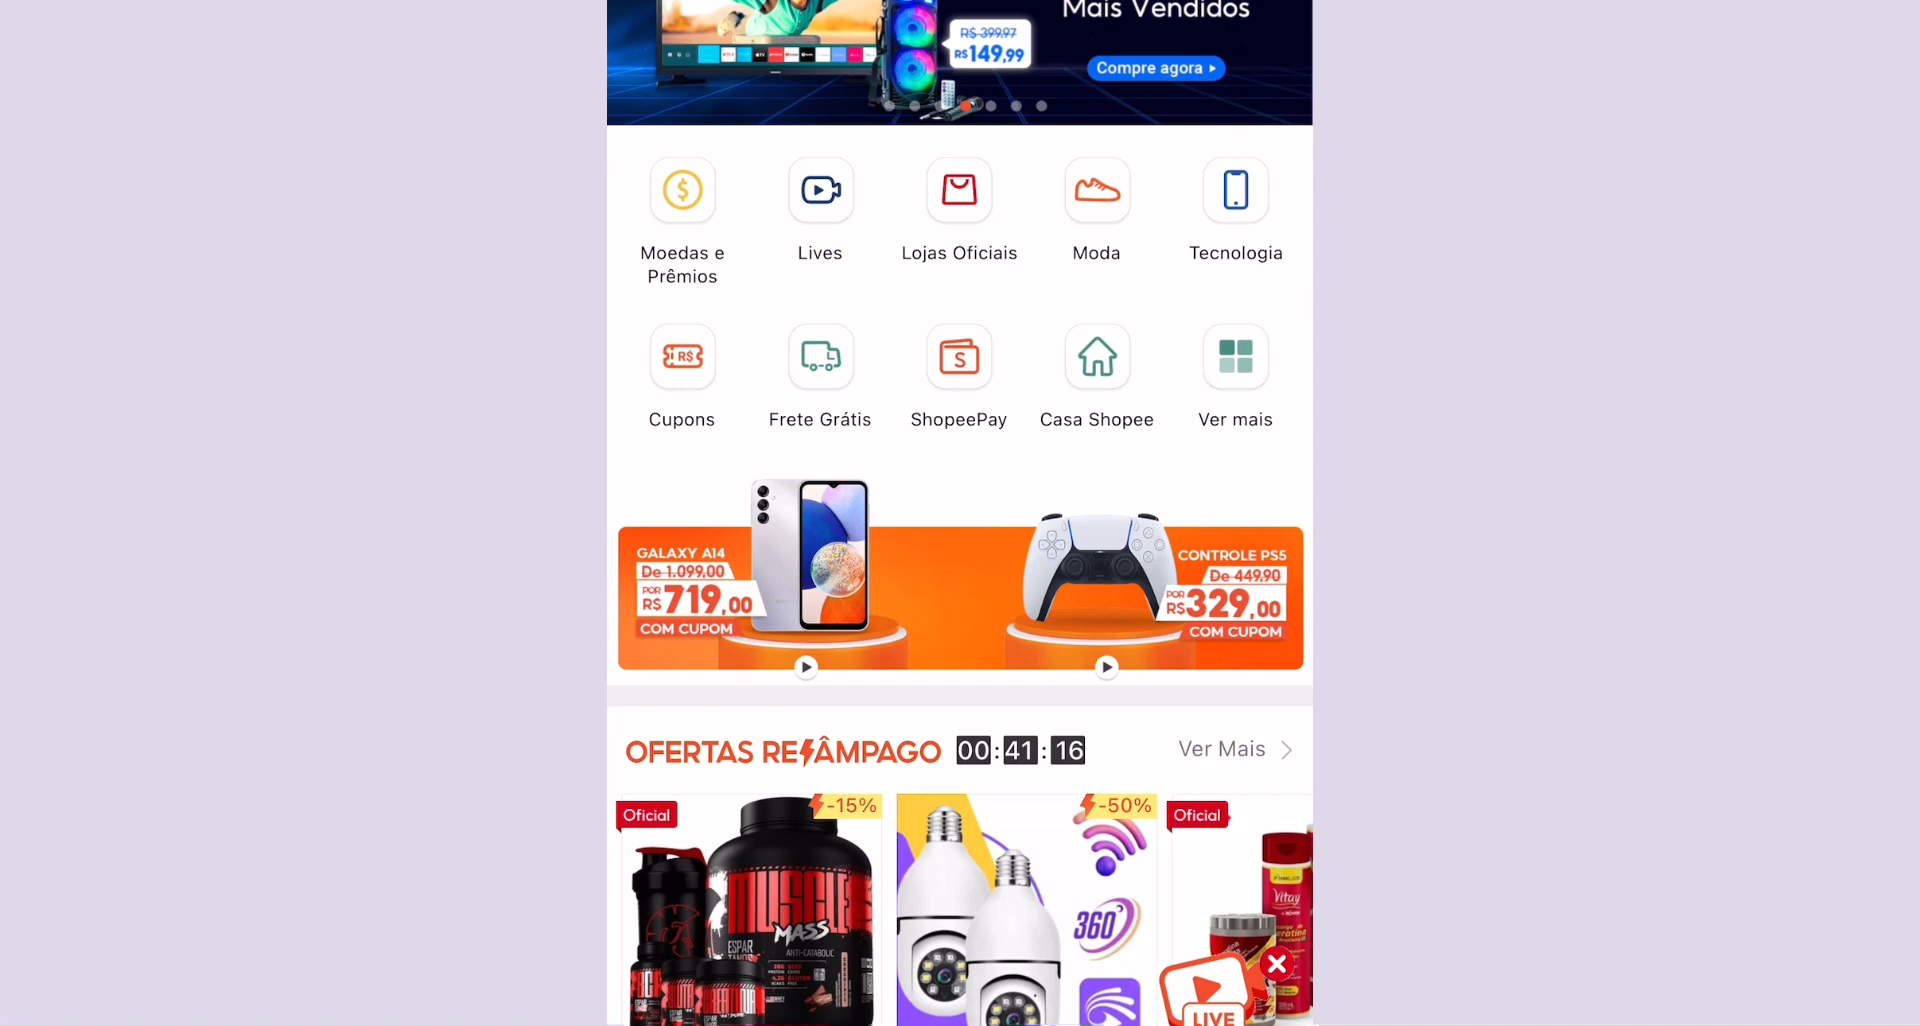 Mais Vendidos
R$ 399,97
R$149,99
Compre agora
Moedas e
Prêmios
Lives
Lojas Oficiais
Moda
Tecnologia
R$
S
Cupons
Frete Grátis
ShopeePay
Casa Shopee
Ver mais
GALAXY A14
De 1.099,00
POR
R$719,00
COM CUPOM
CONTROLE PS5
De 449,90
POR
R$329,00
COM CUPOM
OFERTAS RELÂMPAGO
00:41:16
Ver Mais
Oficial
-15%
MUSCLE
MASS
ANTI-CATABOLIC
-50%
360°
Oficial
Vitay
LIVE